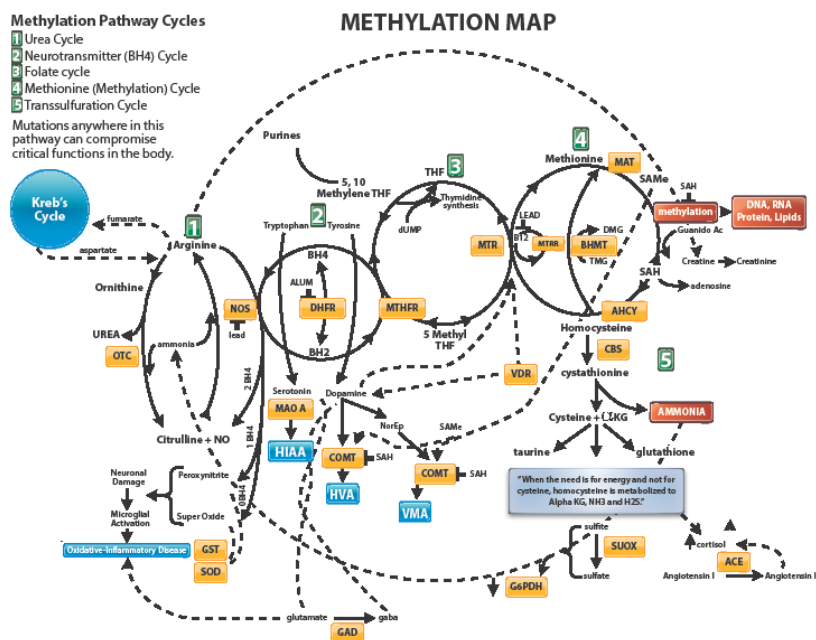 METHYLATION MAP
Methylation Pathway Cycles
1 Urea Cycle
2 Neurotransmitter (BH4) Cycle
3 Folate cycle
4 Methionine (Methylation) Cycle
5 Transsulfuration Cycle
Mutations anywhere in this
pathway can compromise
critical functions in the body.
Kreb's
Cycle
fumarate
aspartate
1
Arginine
Ornithine
UREA
OTC
ammonia
Citrulline + NO
NOS
lead
2 BH4
1 BH4
0BH4
Purines
5, 10
Methylene THF
2
Tryptophan
Tyrosine
BH4
ALUM
DHFR
BH2
MTHFR
THF
3
Thymidine
synthesis
dUMP
5 Methyl
THF
MTR
4
Methionine
MAT
SAMe
LEAD
B12
MTRR
DMG
BHMT
TMG
SAH
methylation
DNA, RNA
Protein, Lipids
Guanido Ac
Creatine
Creatinine
SAH
adenosine
AHCY
Homocysteine
CBS
5
cystathionine
Cysteine + αKG
AMMONIA
taurine
glutathione
"When the need is for energy and not for
cysteine, homocysteine is metabolized to
Alpha KG, NH3 and H2S."
VDR
Serotonin
MAO A
HIAA
Dopamine
NorEp
SAMe
COMT
SAH
HVA
COMT
SAH
VMA
Neuronal
Damage
Peroxynitrite
Microglial
Activation
Super Oxide
Oxidative-Inflammatory Disease
GST
SOD
glutamate
GAD
gaba
sulfite
SUOX
sulfate
G6PDH
cortisol
ACE
Angiotensin I
Angiotensin I